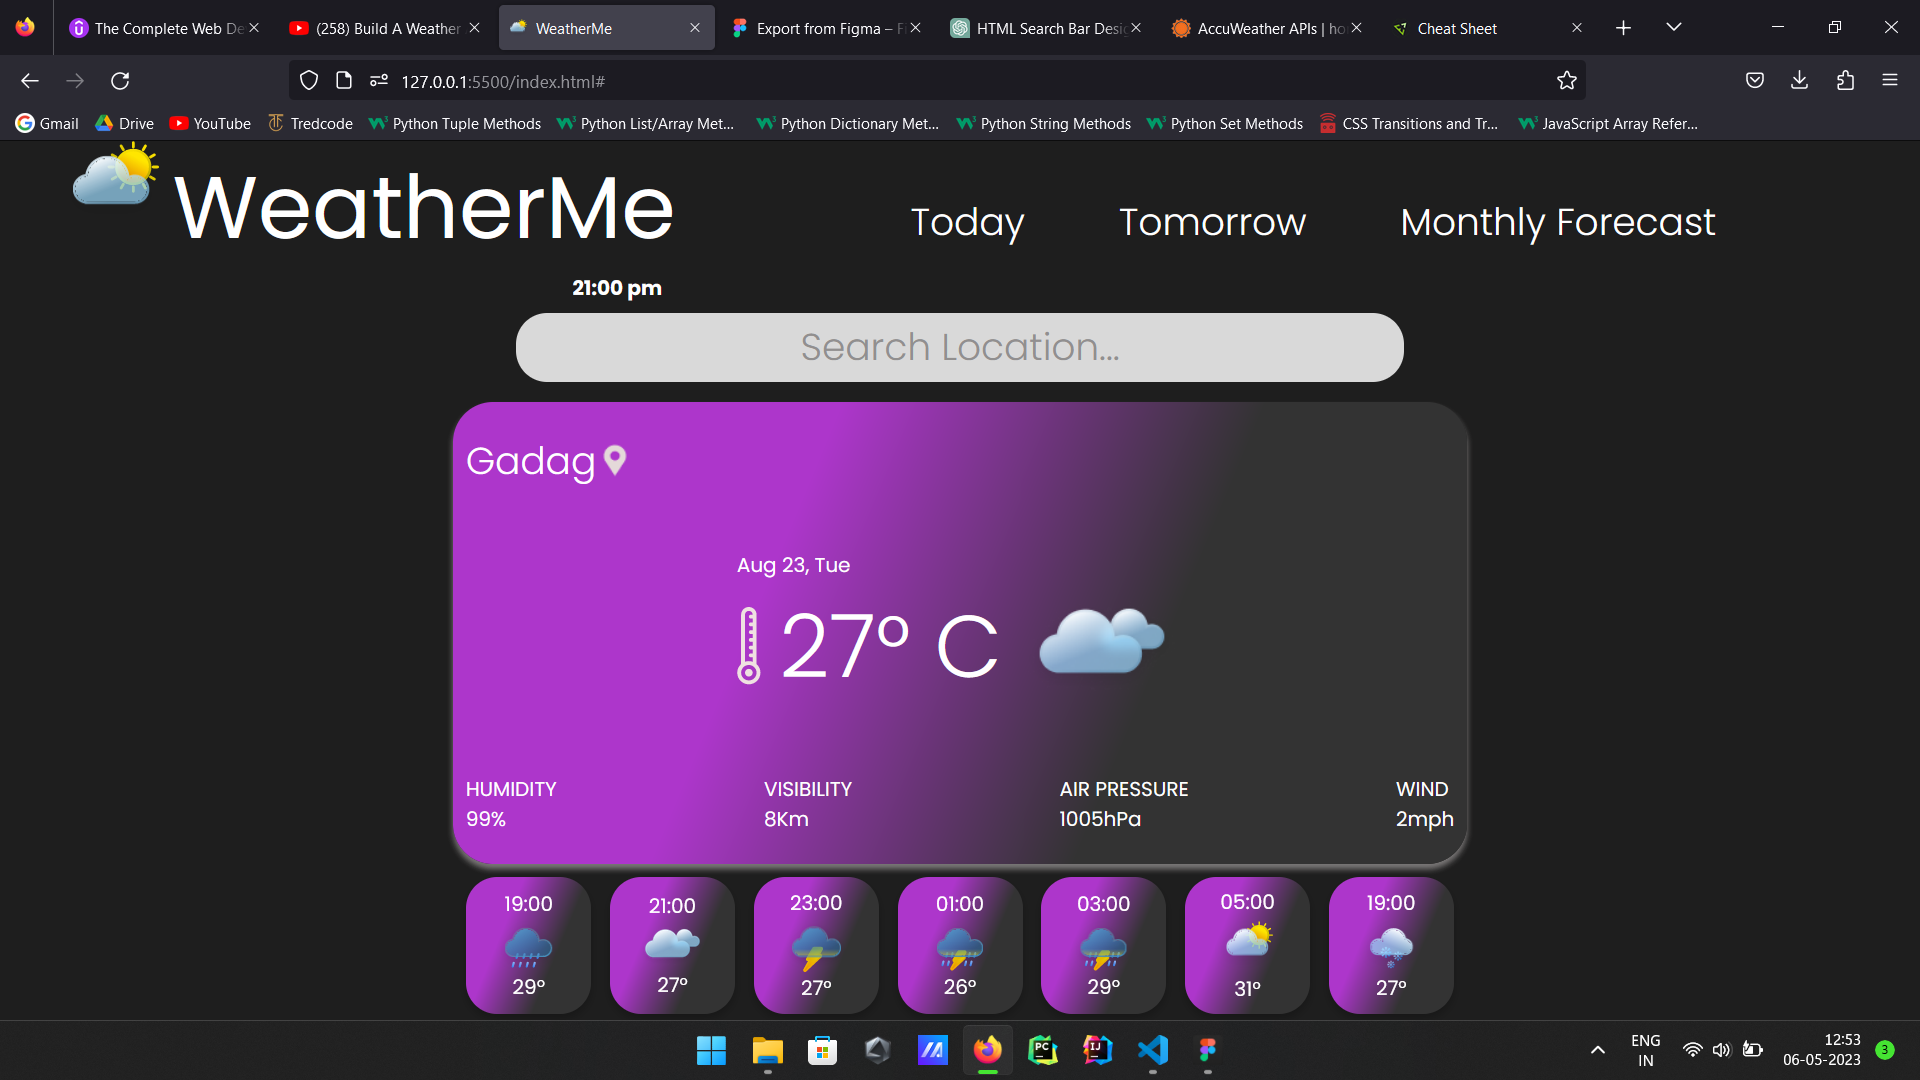 The Complete Web De
(258) Build A Weather
WeatherMe
Export from Figma – Fi
HTML Search Bar Desig
AccuWeather APIs | ho
Cheat Sheet
127.0.0.1:5500/index.html#
Gmail
Drive
YouTube
Tredcode
Python Tuple Methods
Python List/Array Met...
Python Dictionary Met...
Python String Methods
Python Set Methods
CSS Transitions and Tr...
JavaScript Array Refer...
WeatherMe
Today
Tomorrow
Monthly Forecast
21:00 pm
Search Location...
Gadag
Aug 23, Tue
27° C
HUMIDITY
99%
VISIBILITY
8Km
AIR PRESSURE
1005hPa
WIND
2mph
19:00
29°
21:00
27°
23:00
27°
01:00
26°
03:00
29°
05:00
31°
19:00
27°
PC
IJ
ENG
IN
12:53
06-05-2023
3